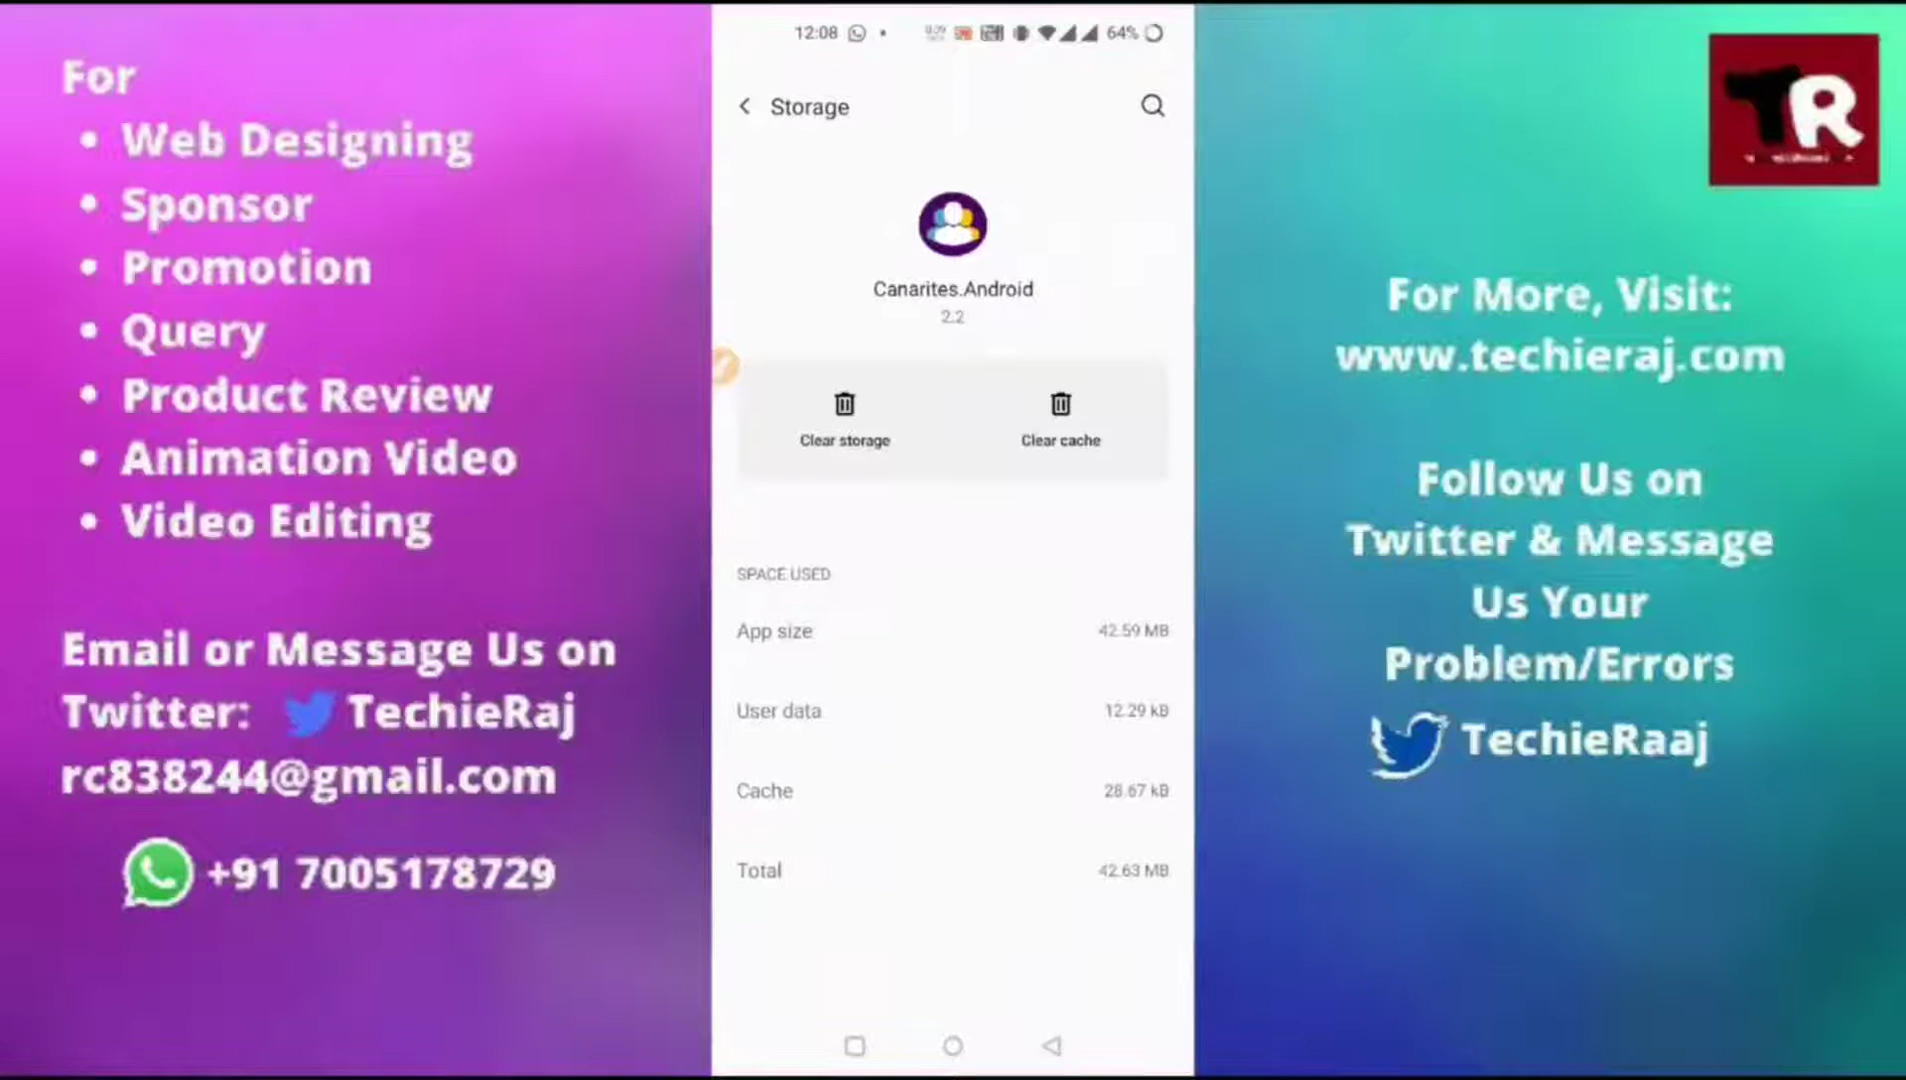 For
• Web Designing
• Sponsor
• Promotion
• Query
• Product Review
• Animation Video
• Video Editing
Email or Message Us on
Twitter: TechieRaj
rc838244@gmail.com
+91 7005178729
12:08
64%
Storage
Canarites.Android
2.2
Clear storage
Clear cache
SPACE USED
App size 42.59 MB
User data 12.29 kB
Cache 28.67 kB
Total 42.63 MB
TR
For More, Visit:
www.techieraj.com
Follow Us on
Twitter & Message
Us Your
Problem/Errors
TechieRaaj